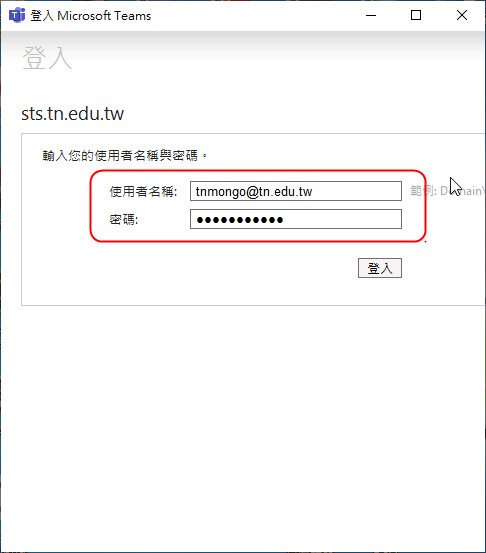 登入 Microsoft Teams
登入
sts.tn.edu.tw
輸入您的使用者名稱與密碼。
使用者名稱: tnmongo@tn.edu.tw 範例: Domain\
密碼: ●●●●●●●●●●●
登入